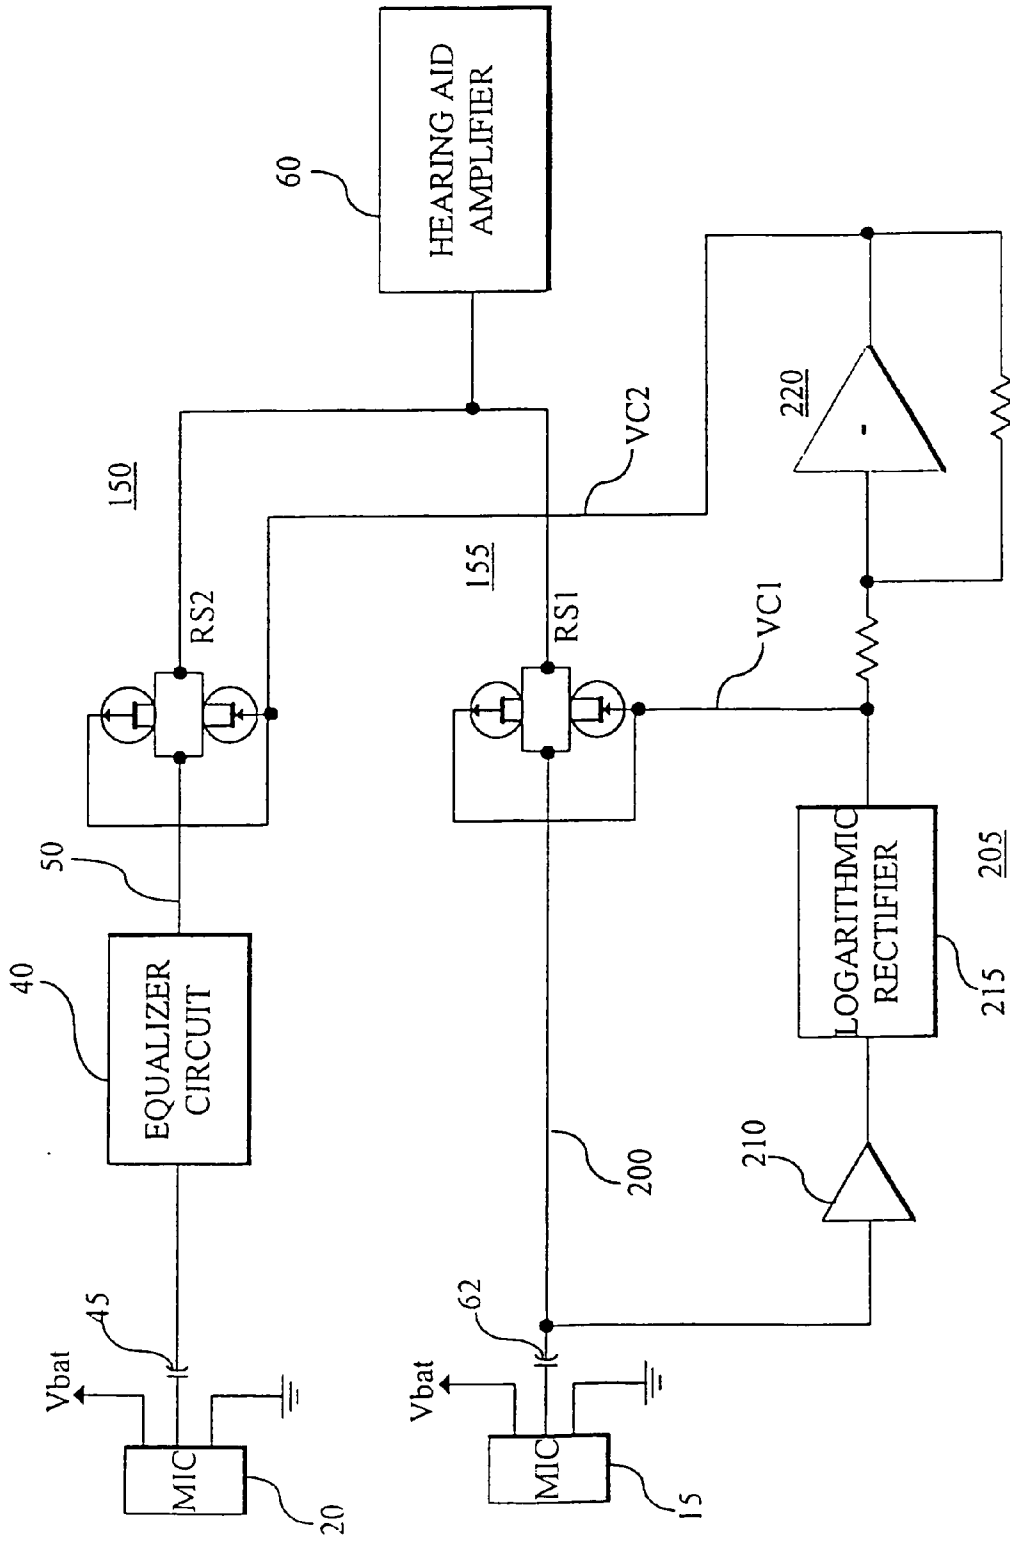 Vbat
MIC
20
45
EQUALIZER
CIRCUIT
40
50
RS2
150
HEARING AID
AMPLIFIER
60
Vbat
MIC
15
62
200
RS1
155
VC1
VC2
210
LOGARITHMIC
RECTIFIER
215
205
220
-